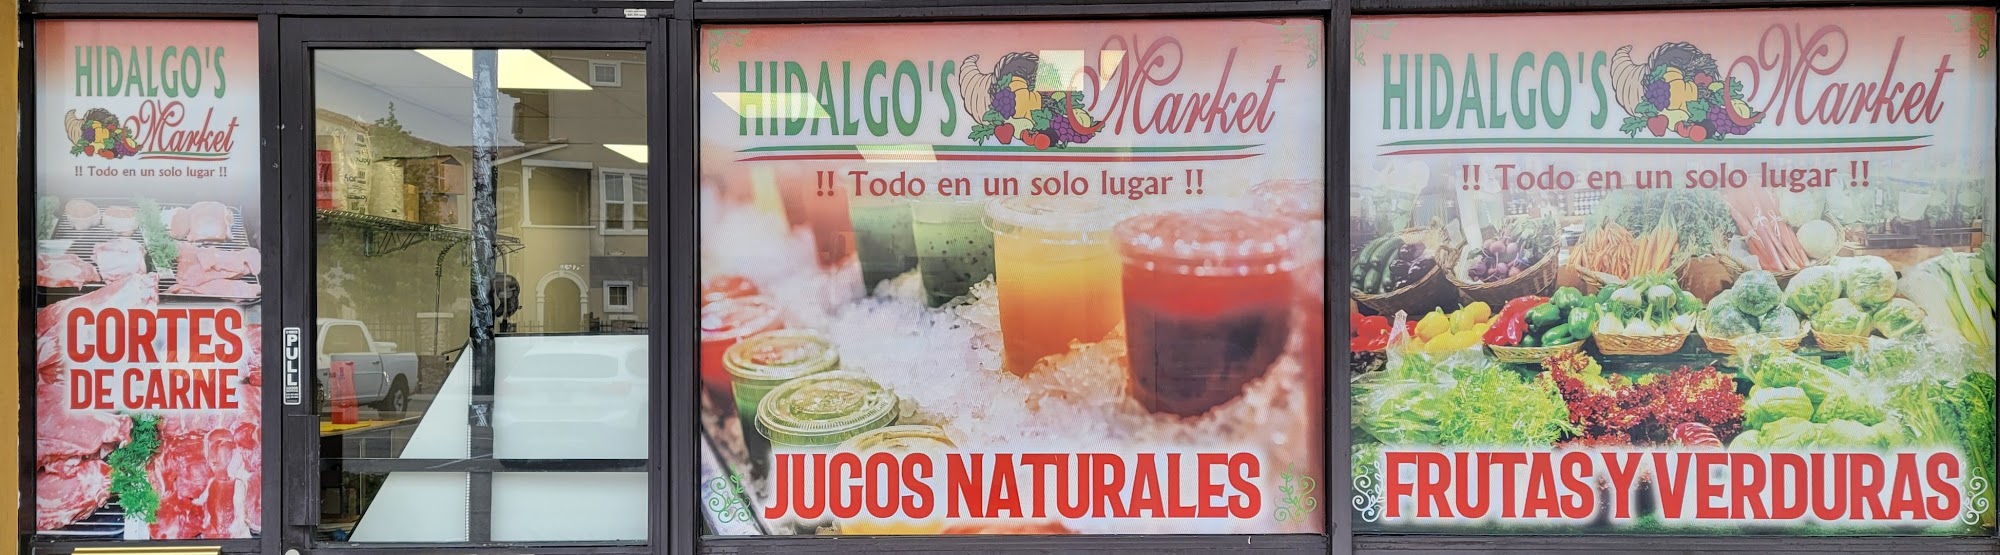 HIDALGO'S
Market
!! Todo en un solo lugar !!
CORTES
DE CARNE
PULL
HIDALGO'S Market
!! Todo en un solo lugar !!
JUGOS NATURALES
HIDALGO'S Market
!! Todo en un solo lugar !!
FRUTAS Y VERDURAS